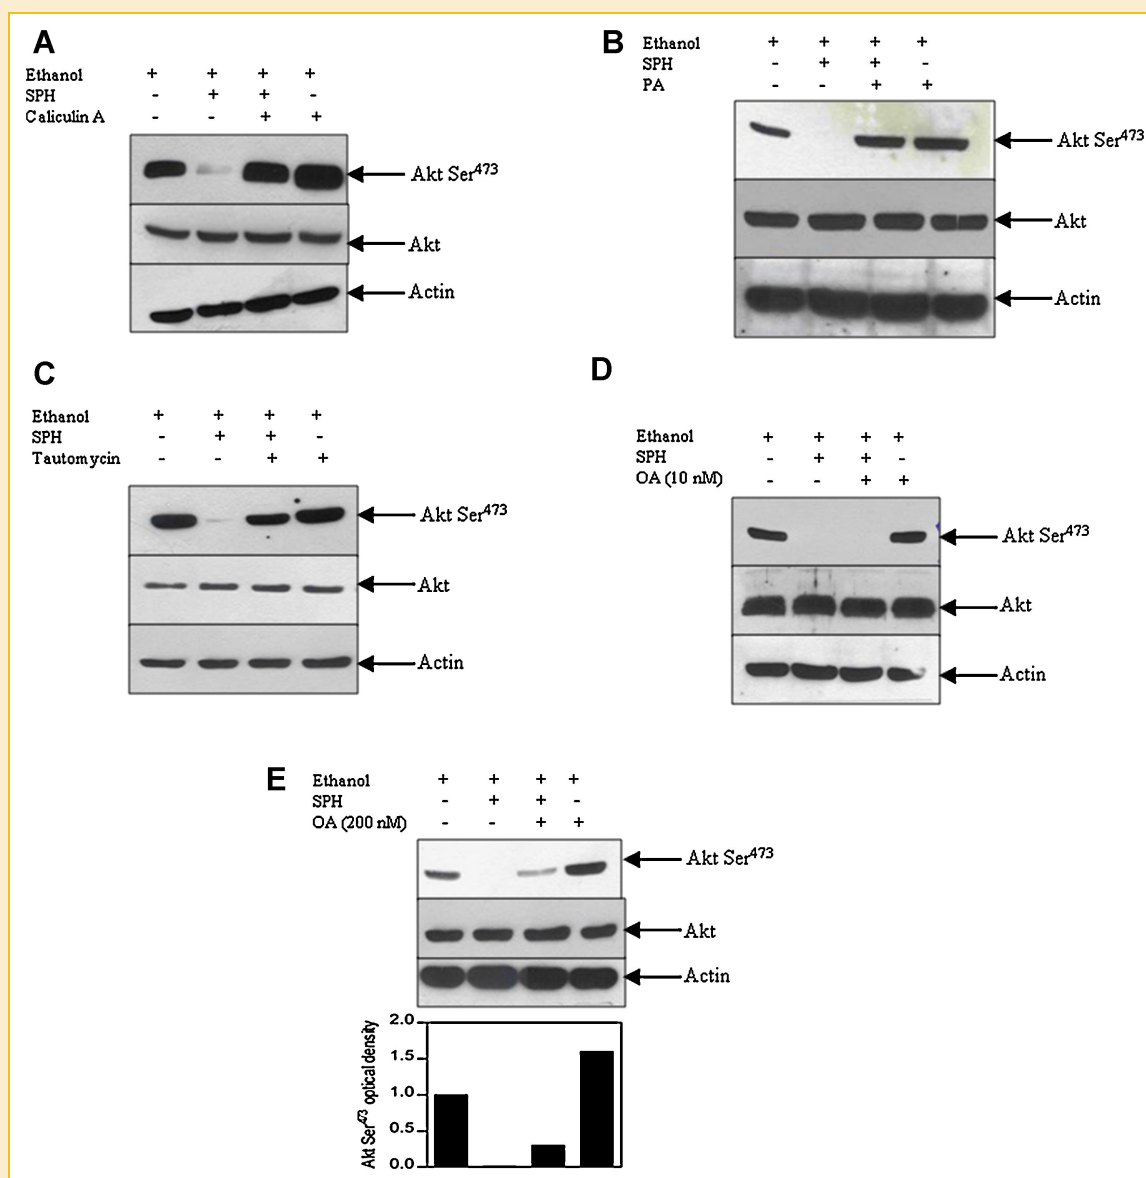 A
Ethanol + + + +
SPH - + + -
Caliculin A - - + +
Akt Ser473
Akt
Actin
B
Ethanol + + + +
SPH - + + -
PA - - + +
Akt Ser473
Akt
Actin
C
Ethanol + + + +
SPH - + + -
Tautomycin - - + +
Akt Ser473
Akt
Actin
D
Ethanol + + + +
SPH - + + -
OA (10 nM) - - + +
Akt Ser473
Akt
Actin
E
Ethanol + + + +
SPH - + + -
OA (200 nM) - - + +
Akt Ser473
Akt
Actin
Akt Ser473 optical density
2.0
1.5
1.0
0.5
0.0